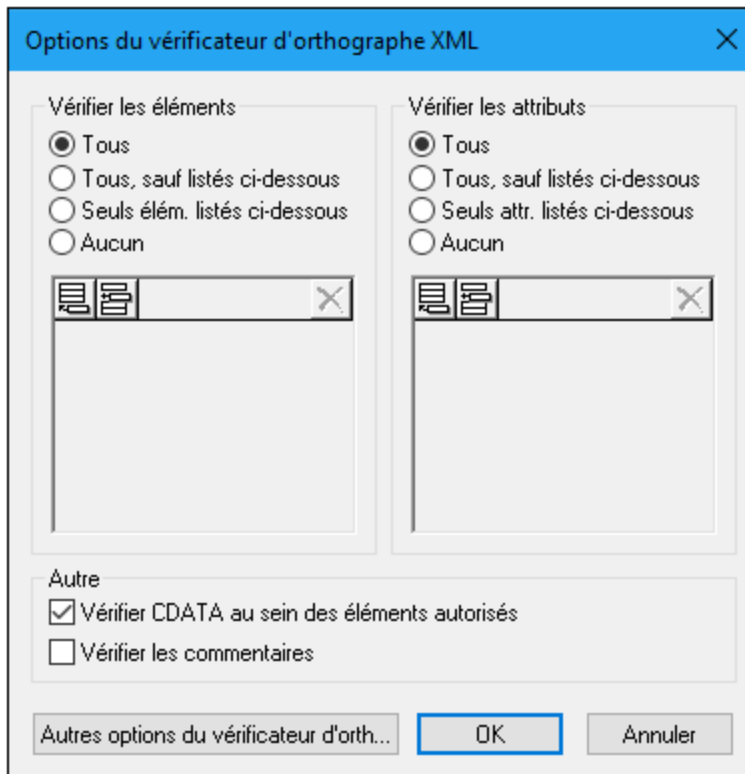 Options du vérificateur d'orthographe XML
Vérifier les éléments
Tous
Tous, sauf listés ci-dessous
Seuls élém. listés ci-dessous
Aucun
Vérifier les attributs
Tous
Tous, sauf listés ci-dessous
Seuls attr. listés ci-dessous
Aucun
Autre
Vérifier CDATA au sein des éléments autorisés
Vérifier les commentaires
Autres options du vérificateur d'orth...
OK
Annuler